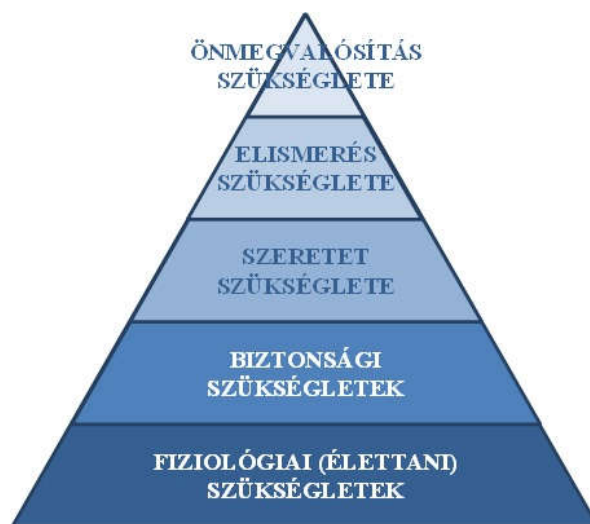 ÖNMEGVALÓSÍTÁS
SZÜKSÉGLETE
ELISMERÉS
SZÜKSÉGLETE
SZERETET
SZÜKSÉGLETE
BIZTONSÁGI
SZÜKSÉGLETEK
FIZIOLÓGIAI (ÉLETTANI)
SZÜKSÉGLETEK